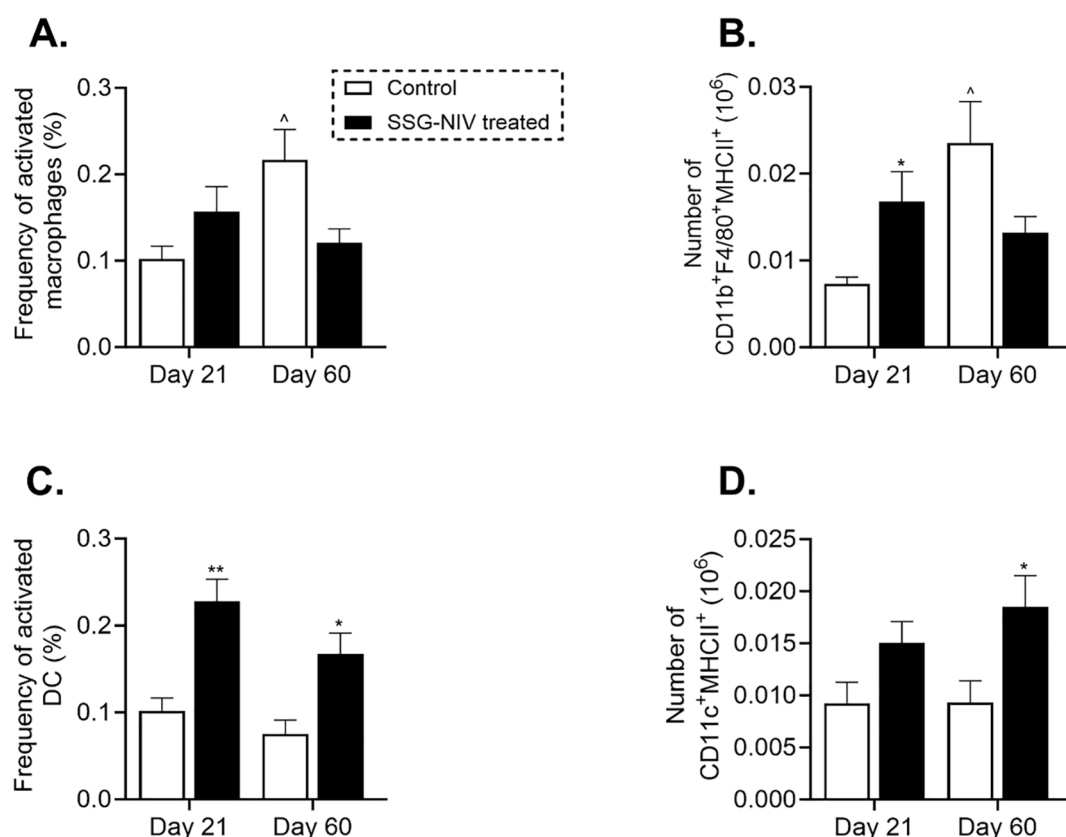 A.
Frequency of activated
macrophages (%)
0.3
0.2
0.1
0.0
^
Day 21
Day 60
Control
SSG-NIV treated
B.
Number of
CD11b⁺F4/80⁺MHCII⁺ (10⁶)
0.03
0.02
0.01
0.00
*
^
Day 21
Day 60
C.
Frequency of activated
DC (%)
0.3
0.2
0.1
0.0
**
*
Day 21
Day 60
D.
Number of
CD11c⁺MHCII⁺ (10⁶)
0.025
0.020
0.015
0.010
0.005
0.000
*
Day 21
Day 60